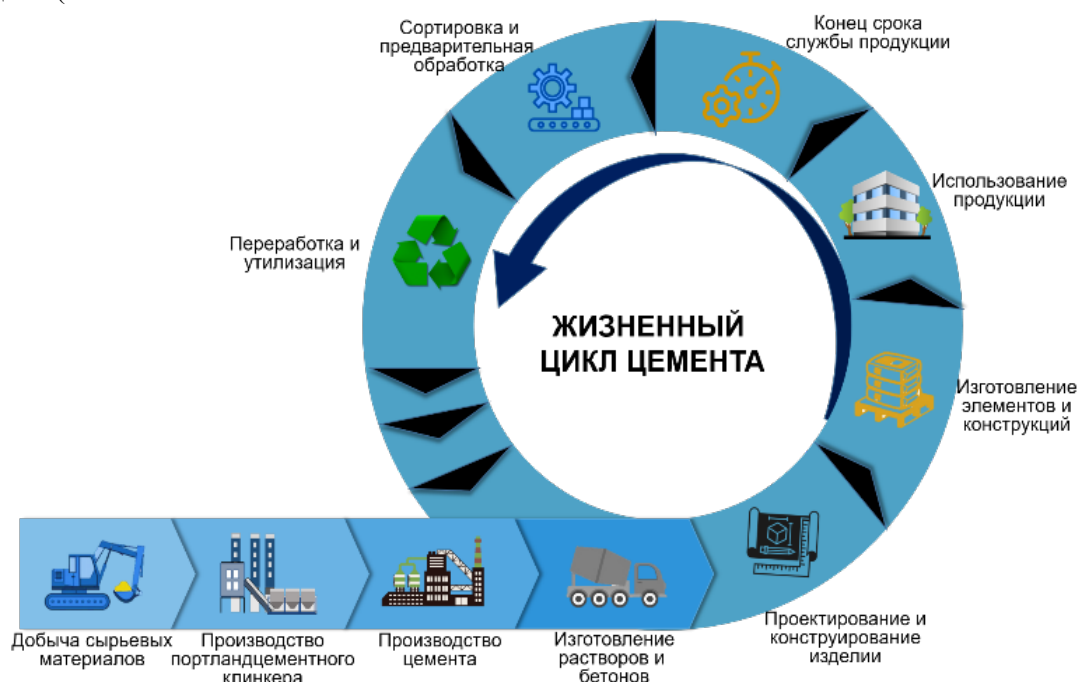 Сортировка и
предварительная
обработка
Конец срока
службы продукции
Использование
продукции
Переработка и
утилизация
ЖИЗНЕННЫЙ
ЦИКЛ ЦЕМЕНТА
Изготовление
элементов и
конструкций
Проектирование и
конструирование
изделии
Добыча сырьевых
материалов
Производство
портландцементного
клинкера
Производство
цемента
Изготовление
растворов и
бетонов